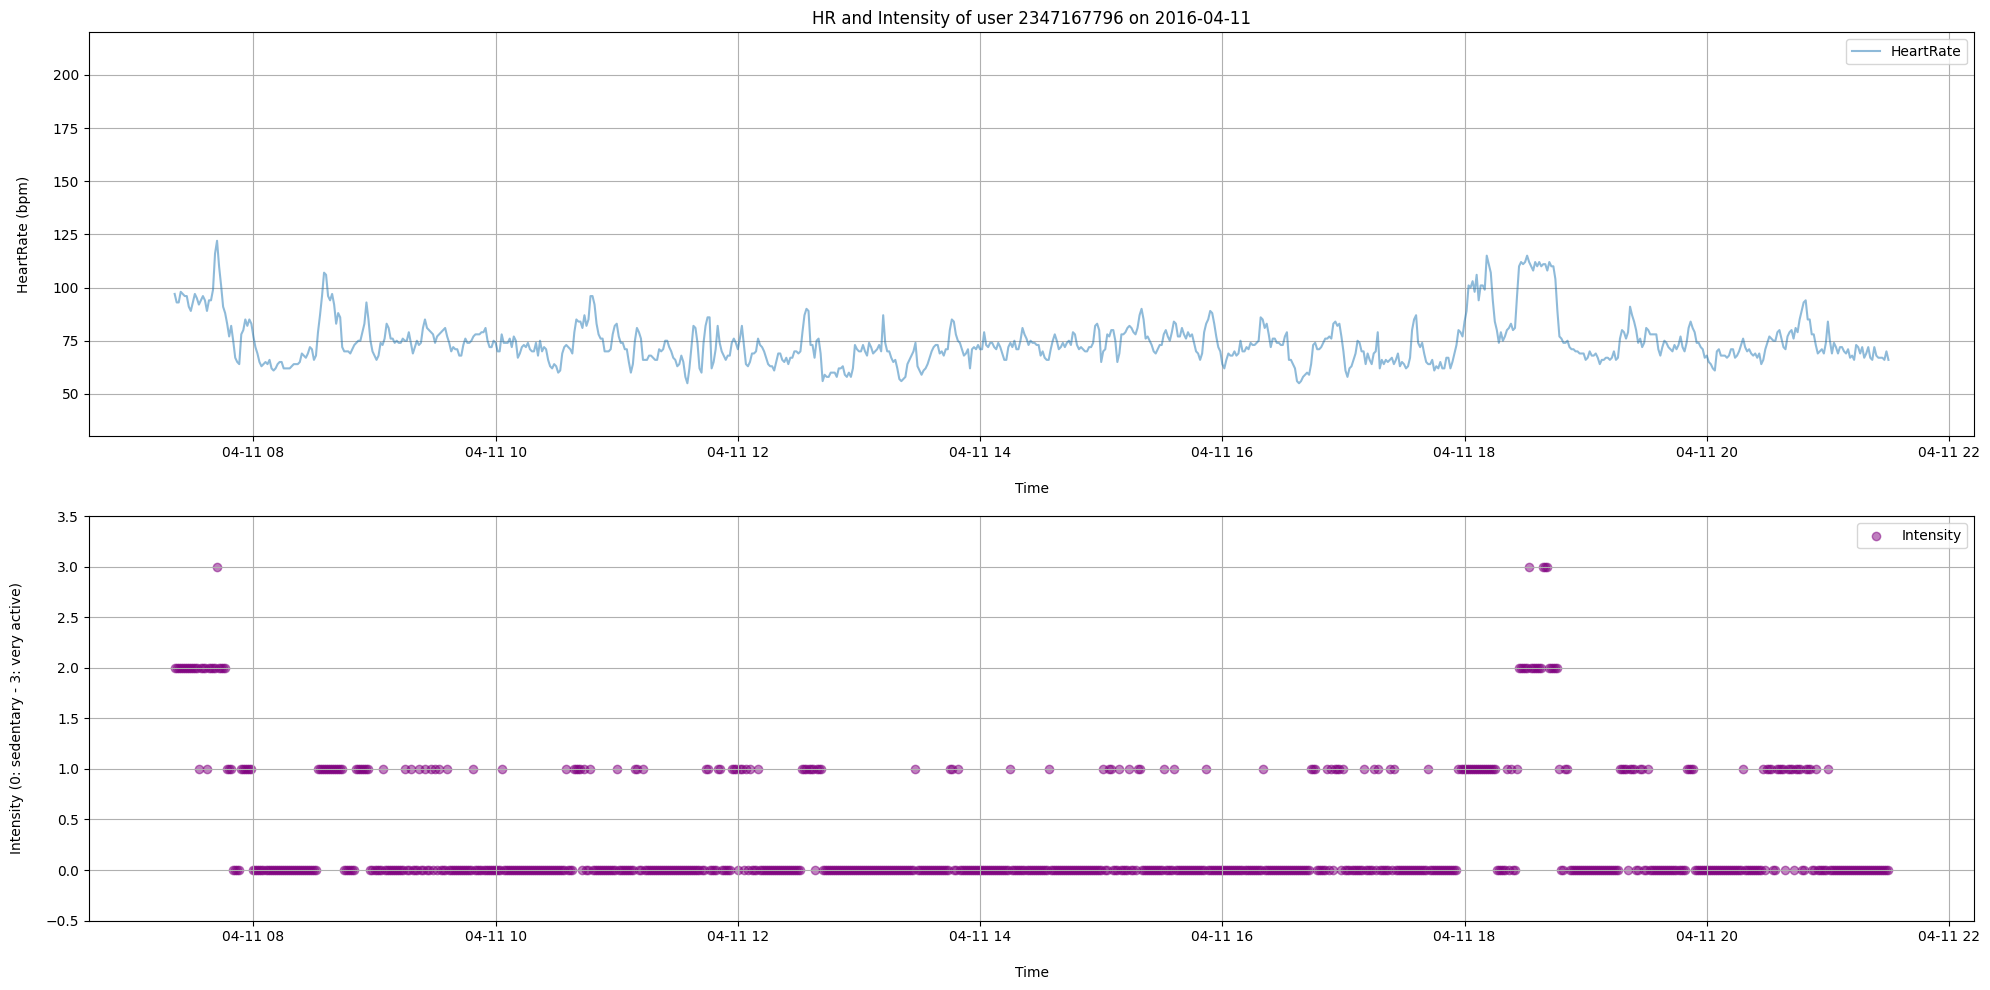 HR and Intensity of user 2347167796 on 2016-04-11
HeartRate
200
175
150
125
100
75
50
HeartRate (bpm)
04-11 08 04-11 10 04-11 12 04-11 14 04-11 16 04-11 18 04-11 20 04-11 22
Time
Intensity
3.5
3.0
2.5
2.0
1.5
1.0
0.5
0.0
−0.5
Intensity (0: sedentary - 3: very active)
04-11 08 04-11 10 04-11 12 04-11 14 04-11 16 04-11 18 04-11 20 04-11 22
Time